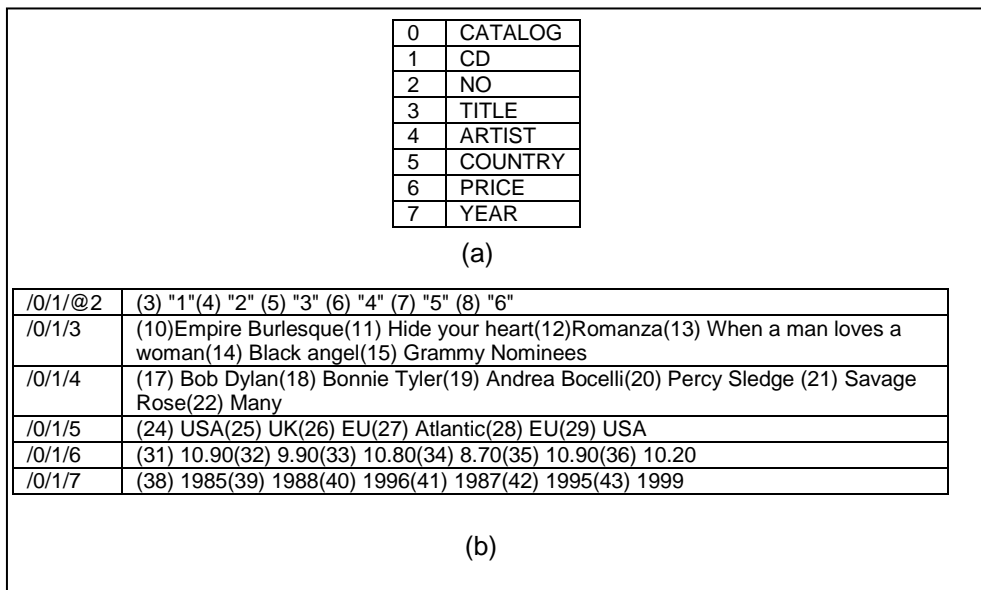 0 CATALOG
1 CD
2 NO
3 TITLE
4 ARTIST
5 COUNTRY
6 PRICE
7 YEAR
(a)
/0/1/@2 (3) "1"(4) "2" (5) "3" (6) "4" (7) "5" (8) "6"
/0/1/3 (10)Empire Burlesque(11) Hide your heart(12)Romanza(13) When a man loves a
woman(14) Black angel(15) Grammy Nominees
/0/1/4 (17) Bob Dylan(18) Bonnie Tyler(19) Andrea Bocelli(20) Percy Sledge (21) Savage
Rose(22) Many
/0/1/5 (24) USA(25) UK(26) EU(27) Atlantic(28) EU(29) USA
/0/1/6 (31) 10.90(32) 9.90(33) 10.80(34) 8.70(35) 10.90(36) 10.20
/0/1/7 (38) 1985(39) 1988(40) 1996(41) 1987(42) 1995(43) 1999
(b)